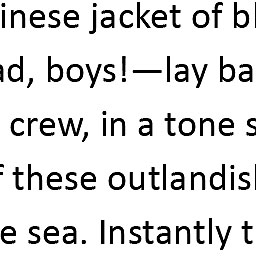 inese jacket of bl
ad, boys!—lay ba
crew, in a tone s
f these outlandish
e sea. Instantly t